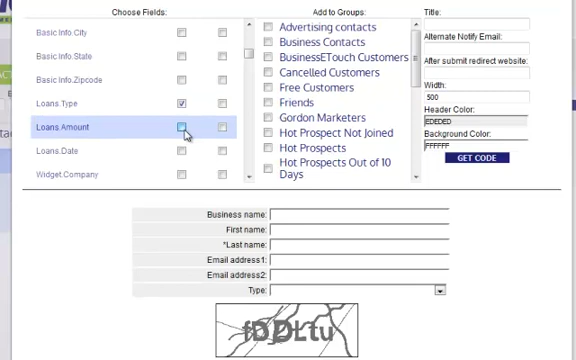 Choose Fields:
Basic Info.City
Basic Info.State
Basic Info.Zipcode
Loans.Type
Loans.Amount
Loans.Date
Widget.Company
Add to Groups:
Advertising contacts
Business Contacts
BusinessETouch Customers
Cancelled Customers
Free Customers
Friends
Gordon Marketers
Hot Prospect Not Joined
Hot Prospects
Hot Prospects Out of 10
Days
Title:
Alternate Notify Email:
After submit redirect website:
Width:
500
Header Color:
EDEDED
Background Color:
FFFFFF
GET CODE
Business name:
First name:
*Last name:
Email address1:
Email address2:
Type: